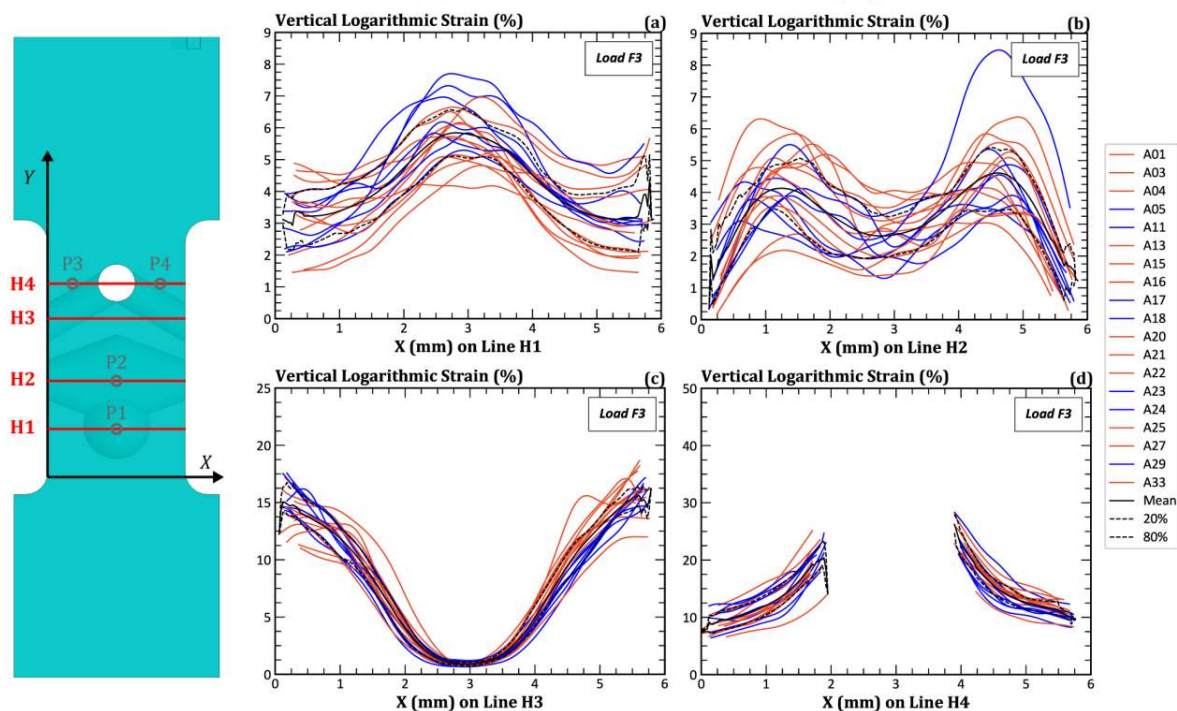 Y
P3
P4
H4
H3
P2
H2
P1
H1
X
Vertical Logarithmic Strain (%)
(a)
Load F3
9
8
7
6
5
4
3
2
1
0
0 1 2 3 4 5 6
X (mm) on Line H1
Vertical Logarithmic Strain (%)
(b)
Load F3
9
8
7
6
5
4
3
2
1
0
0 1 2 3 4 5 6
X (mm) on Line H2
Vertical Logarithmic Strain (%)
(c)
Load F3
25
20
15
10
5
0
0 1 2 3 4 5 6
X (mm) on Line H3
Vertical Logarithmic Strain (%)
(d)
Load F3
50
40
30
20
10
0
0 1 2 3 4 5 6
X (mm) on Line H4
A01
A03
A04
A05
A11
A13
A15
A16
A17
A18
A20
A21
A22
A23
A24
A25
A27
A29
A33
Mean
20%
80%